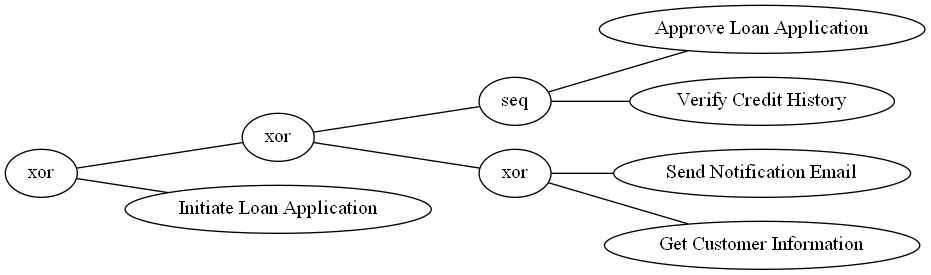 Approve Loan Application
seq
Verify Credit History
xor
xor
Send Notification Email
xor
Initiate Loan Application
Get Customer Information